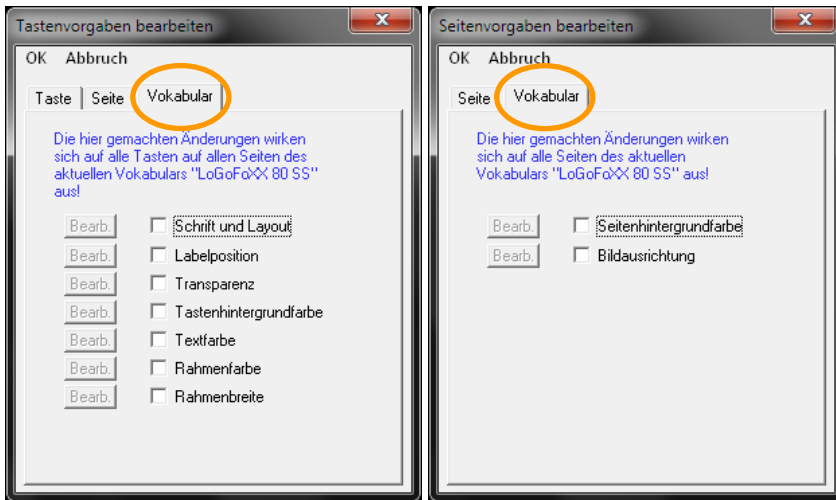 Tastenvorgaben bearbeiten
OK Abbruch
Taste Seite Vokabular
Die hier gemachten Änderungen wirken
sich auf alle Tasten auf allen Seiten des
aktuellen Vokabulars "LoGoFoXX 80 SS"
aus!
Bearb. Schrift und Layout
Bearb. Labelposition
Bearb. Transparenz
Bearb. Tastenhintergrundfarbe
Bearb. Textfarbe
Bearb. Rahmenfarbe
Bearb. Rahmenbreite
Seitenvorgaben bearbeiten
OK Abbruch
Seite Vokabular
Die hier gemachten Änderungen wirken
sich auf alle Seiten des aktuellen
Vokabulars "LoGoFoXX 80 SS" aus!
Bearb. Seitenhintergrundfarbe
Bearb. Bildausrichtung